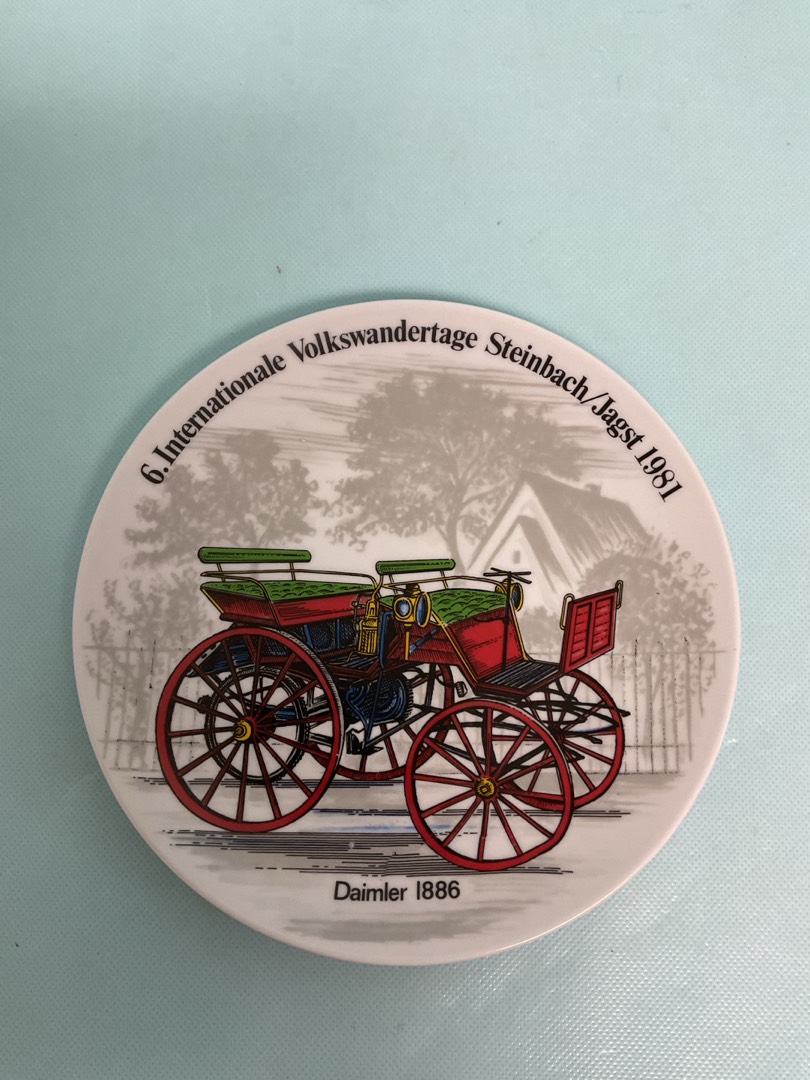 6. Internationale Volkswandertage Steinbach/Jagst 1981
Daimler 1886